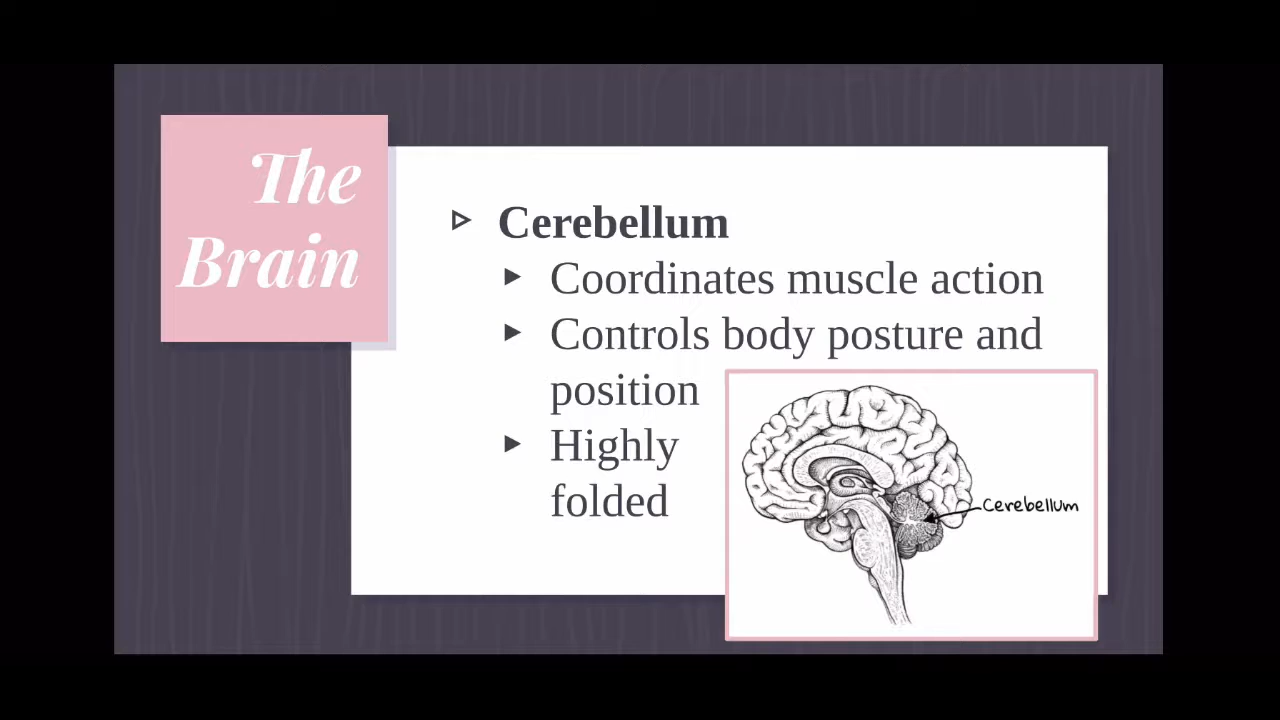 The
Brain
Cerebellum
Coordinates muscle action
Controls body posture and
position
Highly
folded
Cerebellum